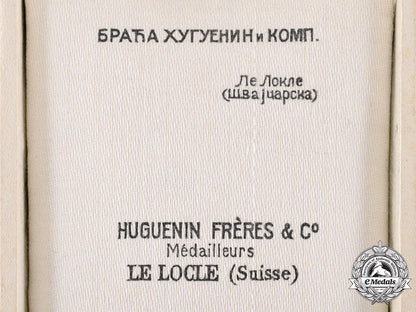 БРАЋА ХУГУЕНИН и КОМП.
Ле Локле
(Швајцарска)
HUGUENIN FRÈRES & Cº
Médailleurs
LE LOCLE (Suisse)
eMedals